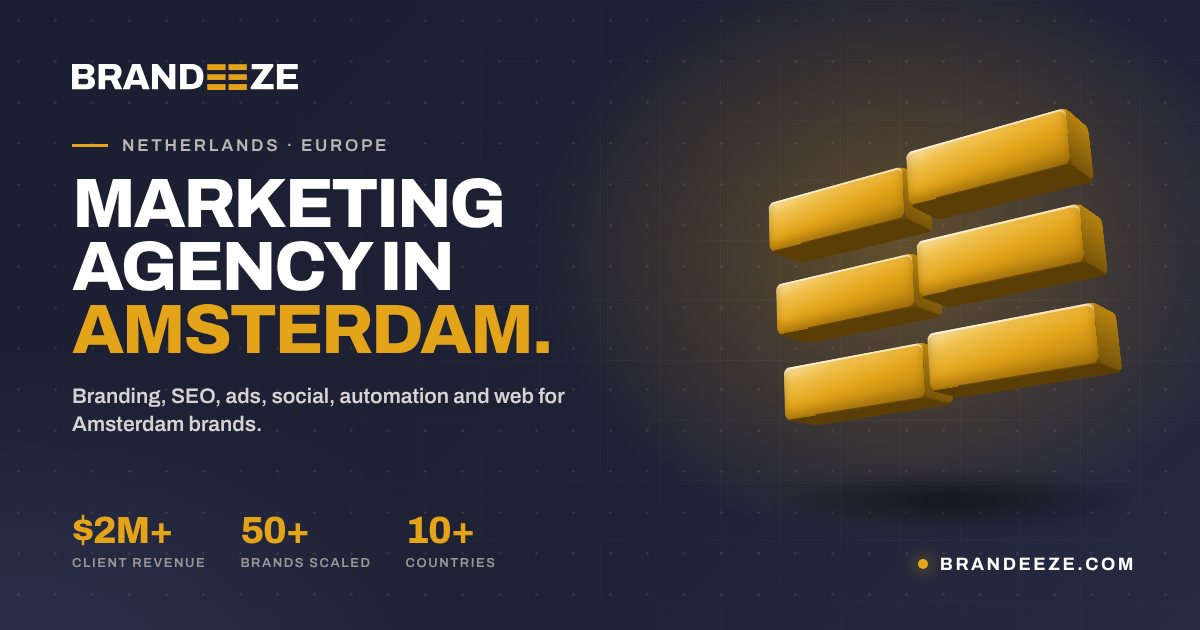 BRANDEEZE
NETHERLANDS · EUROPE
MARKETING
AGENCY IN
AMSTERDAM.
Branding, SEO, ads, social, automation and web for
Amsterdam brands.
$2M+ 50+ 10+
CLIENT REVENUE BRANDS SCALED COUNTRIES
BRANDEEZE.COM